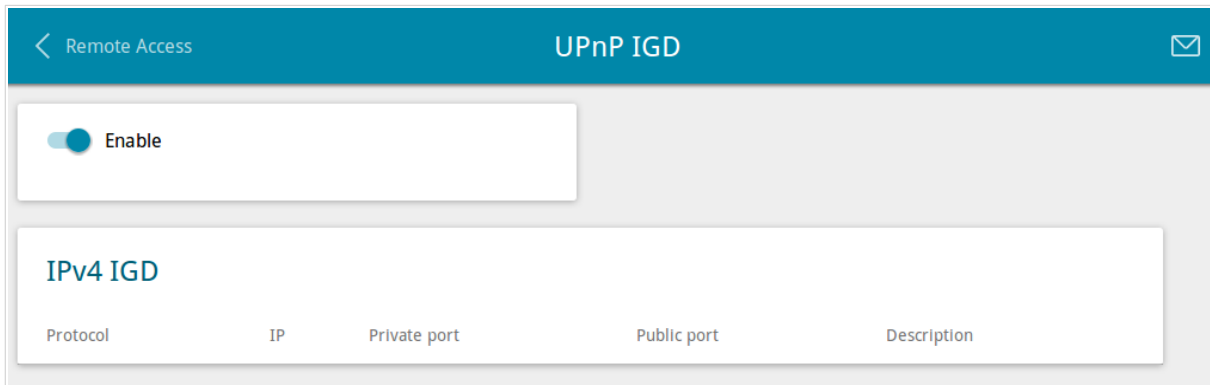 Remote Access
UPnP IGD
Enable
IPv4 IGD
Protocol IP Private port Public port Description